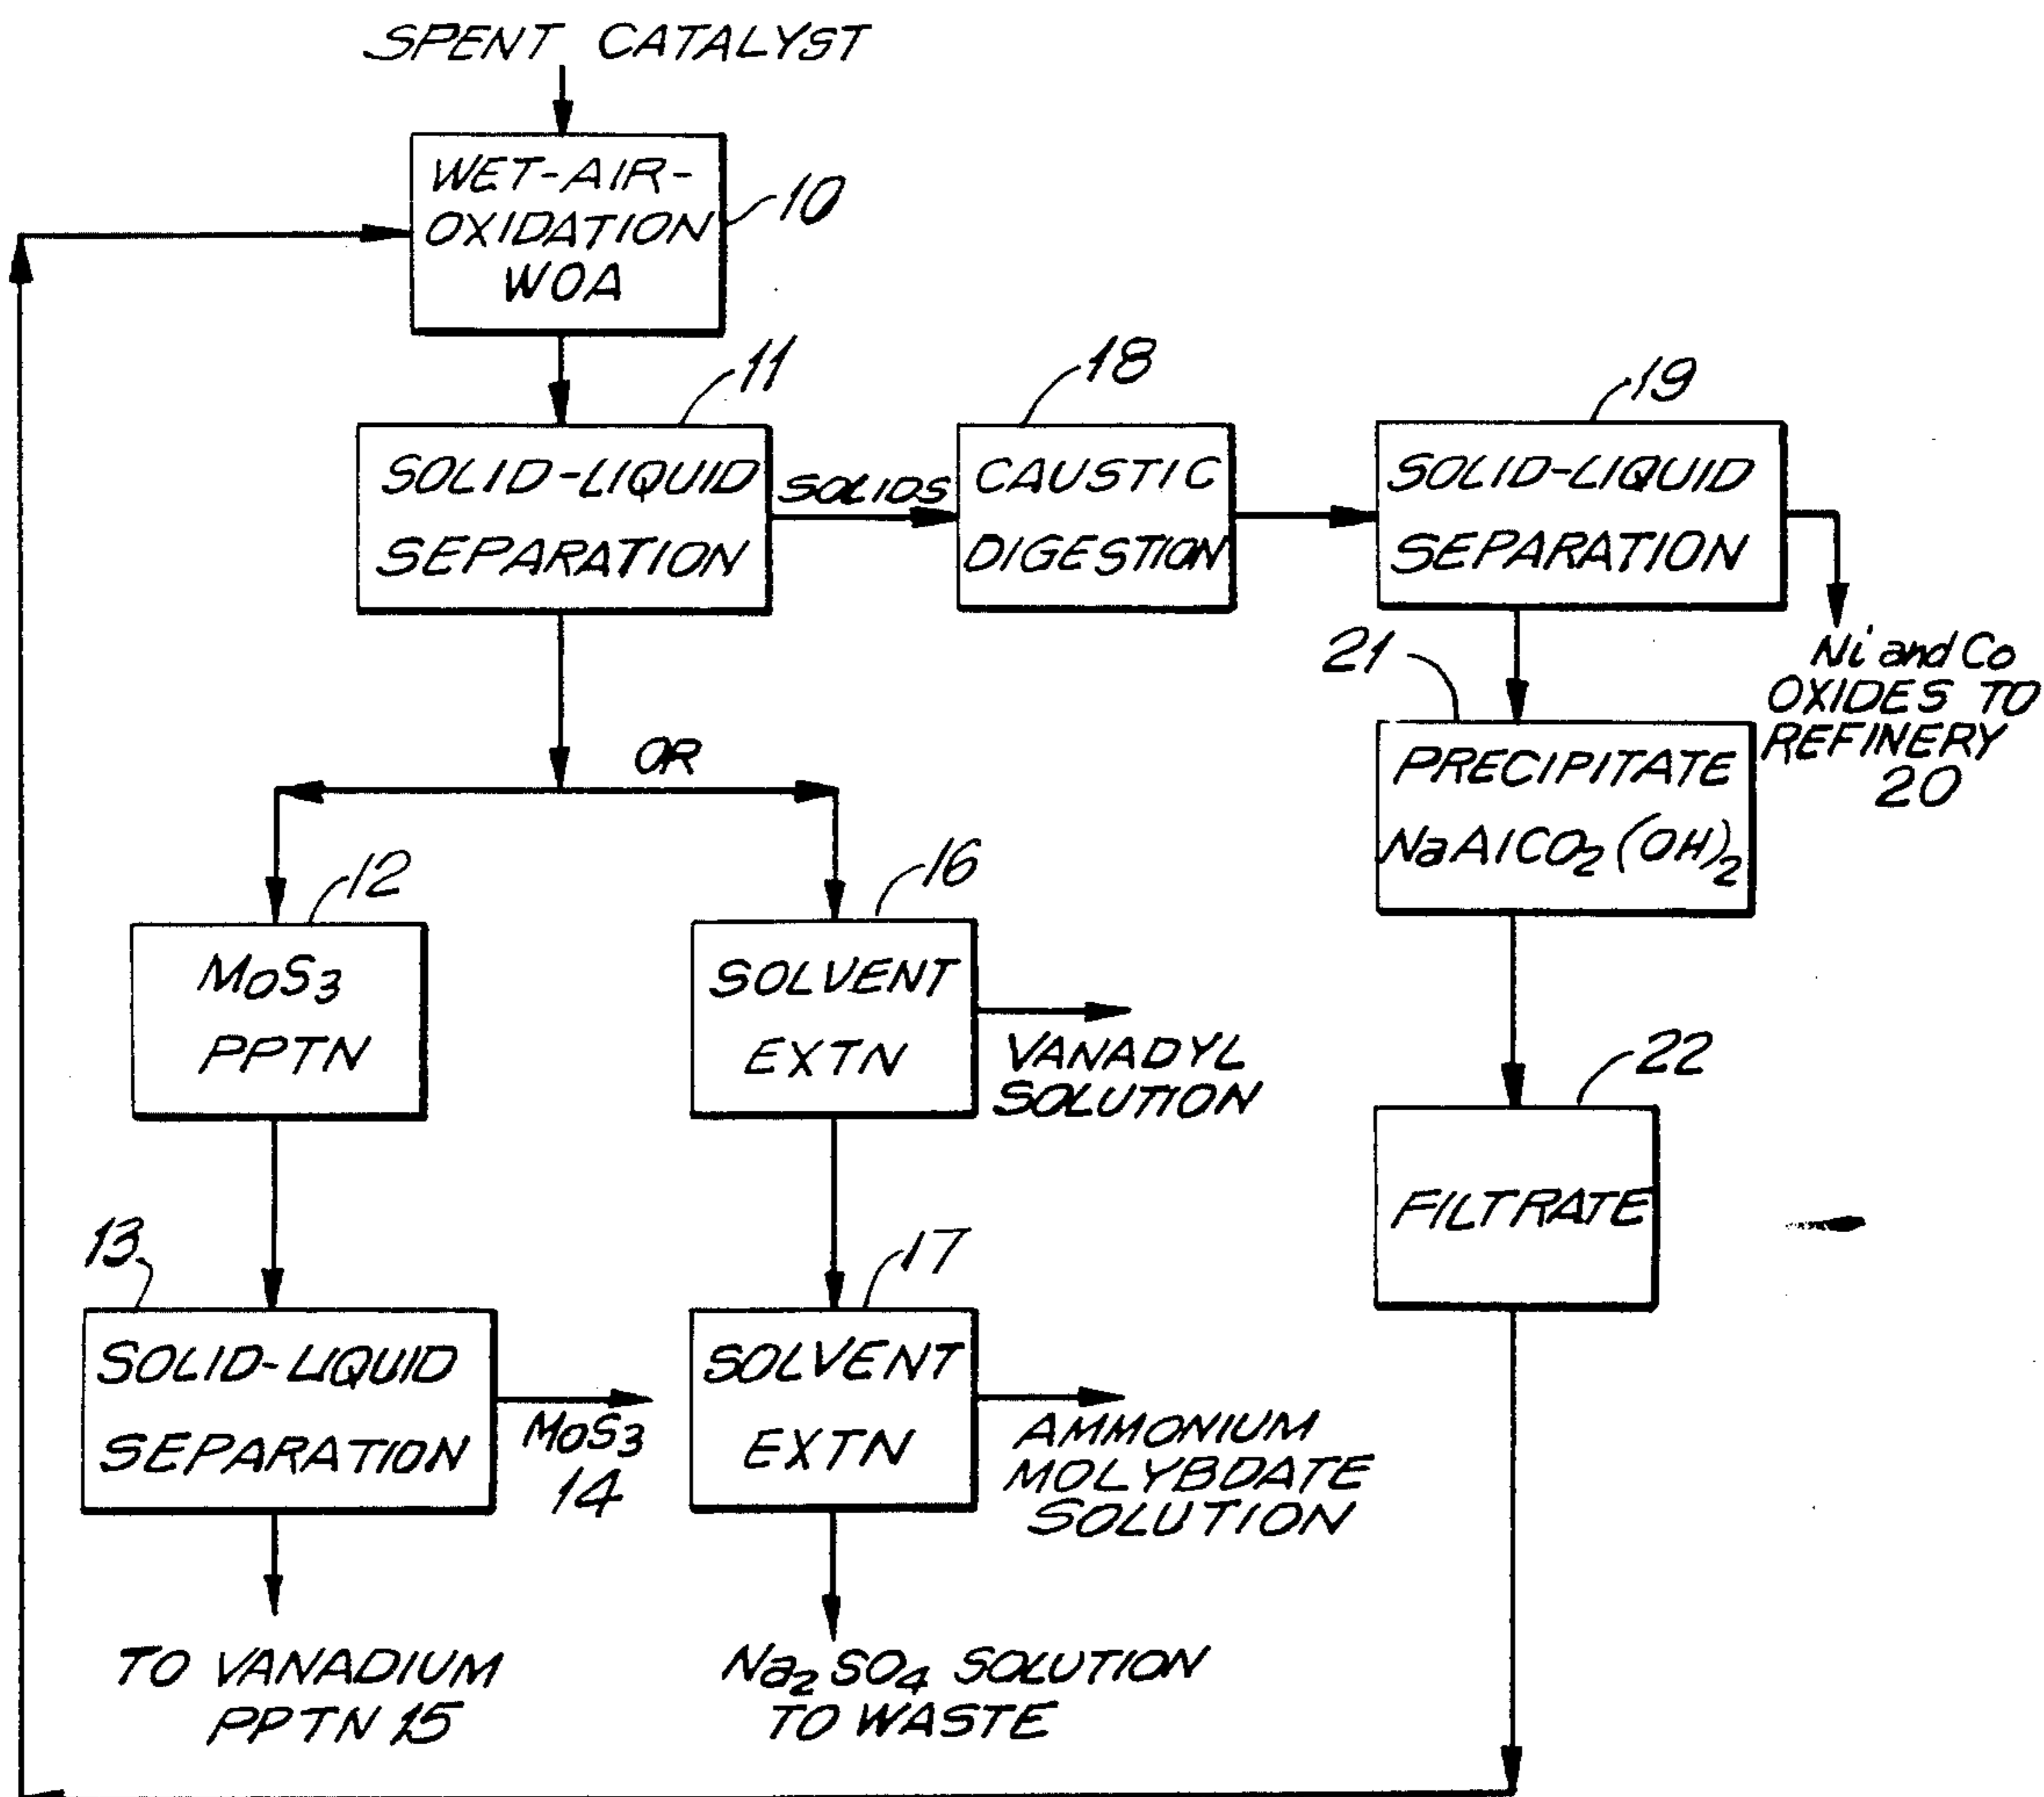 SPENT CATALYST
WET-AIR-
OXIDATION
WOA
10
11
SOLID-LIQUID
SEPARATION
SOLIDS
18
CAUSTIC
DIGESTION
19
SOLID-LIQUID
SEPARATION
Ni and Co
OXIDES TO
REFINERY
20
21
PRECIPITATE
NaAlCO₂(OH)₂
OR
12
MoS₃
PPTN
16
SOLVENT
EXTN
VANADYL
SOLUTION
22
FILTRATE
13
SOLID-LIQUID
SEPARATION
MoS₃
14
17
SOLVENT
EXTN
AMMONIUM
MOLYBDATE
SOLUTION
TO VANADIUM
PPTN 15
Na₂SO₄ SOLUTION
TO WASTE